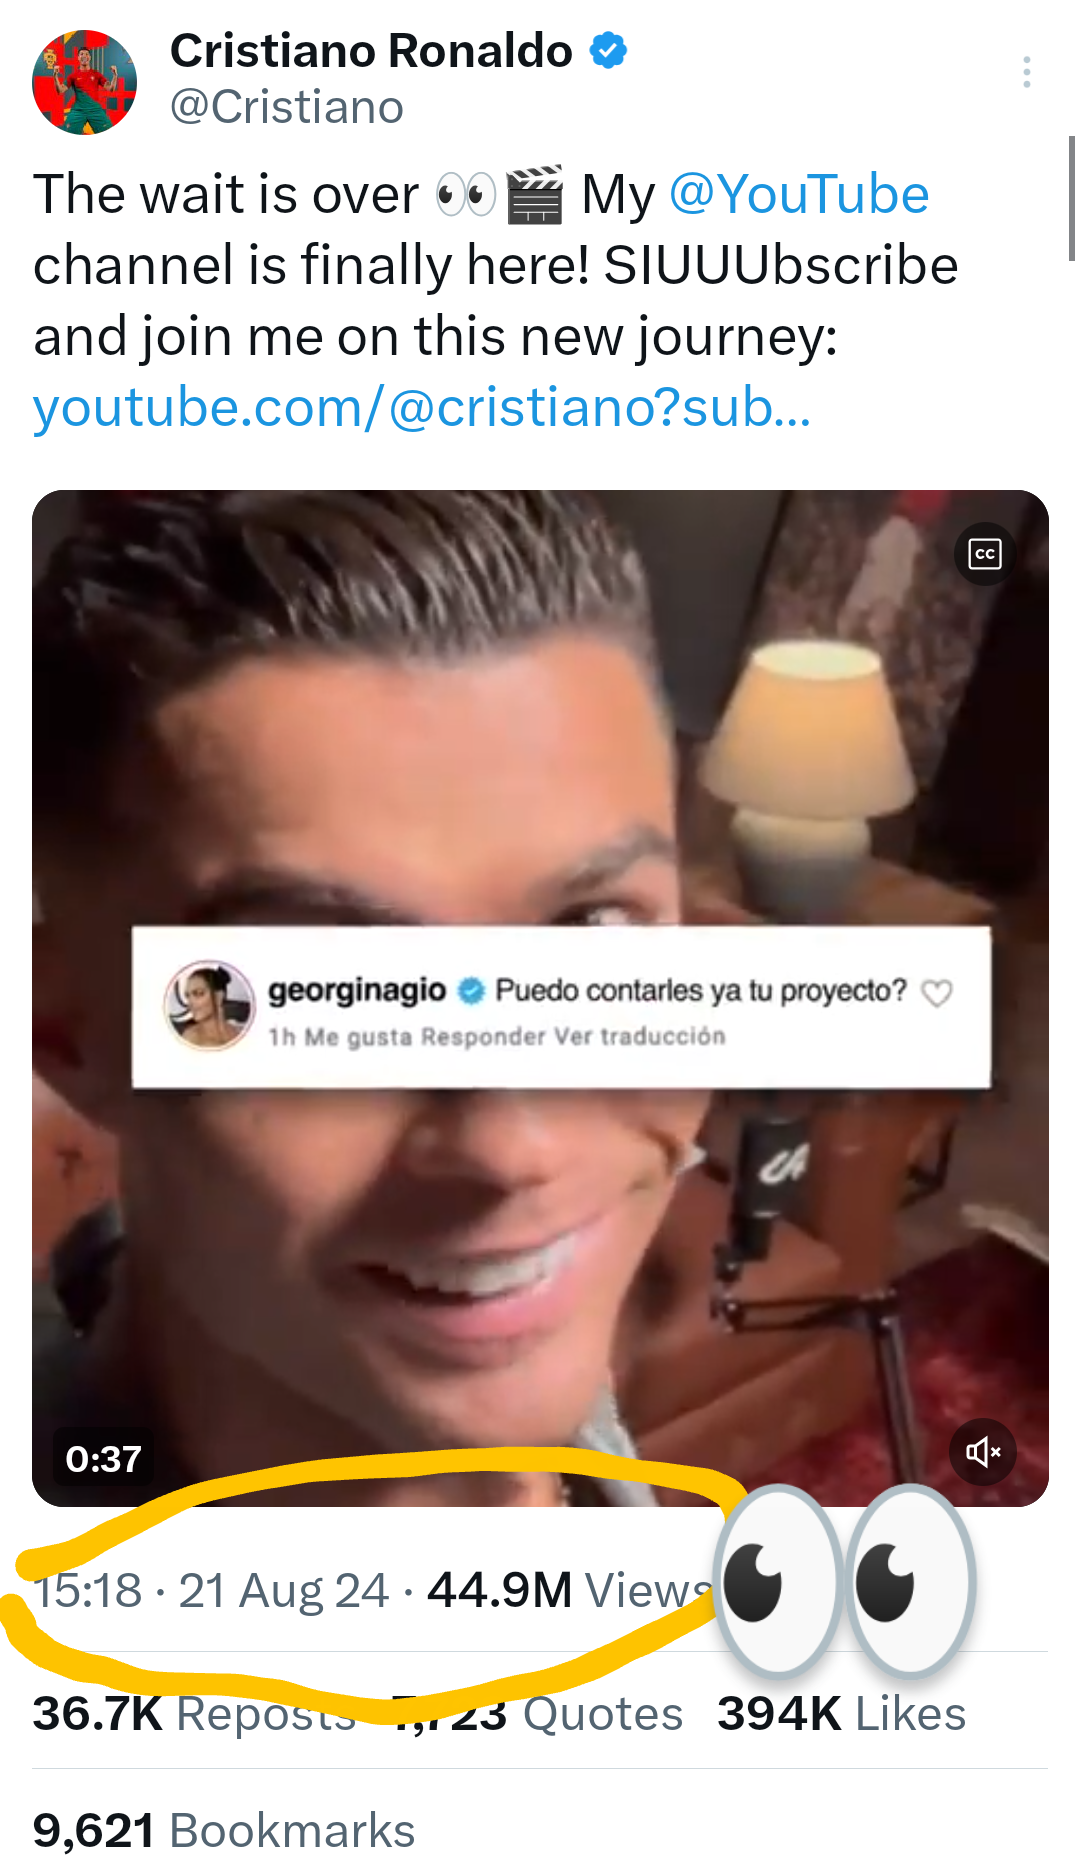 Cristiano Ronaldo
@Cristiano
The wait is over 👀🎬 My @YouTube
channel is finally here! SIUUUbscribe
and join me on this new journey:
youtube.com/@cristiano?sub...
CC
georginagio Puedo contarles ya tu proyecto?
1h Me gusta Responder Ver traducción
0:37
15:18 · 21 Aug 24 · 44.9M Views
36.7K Reposts 7,723 Quotes 394K Likes
9,621 Bookmarks